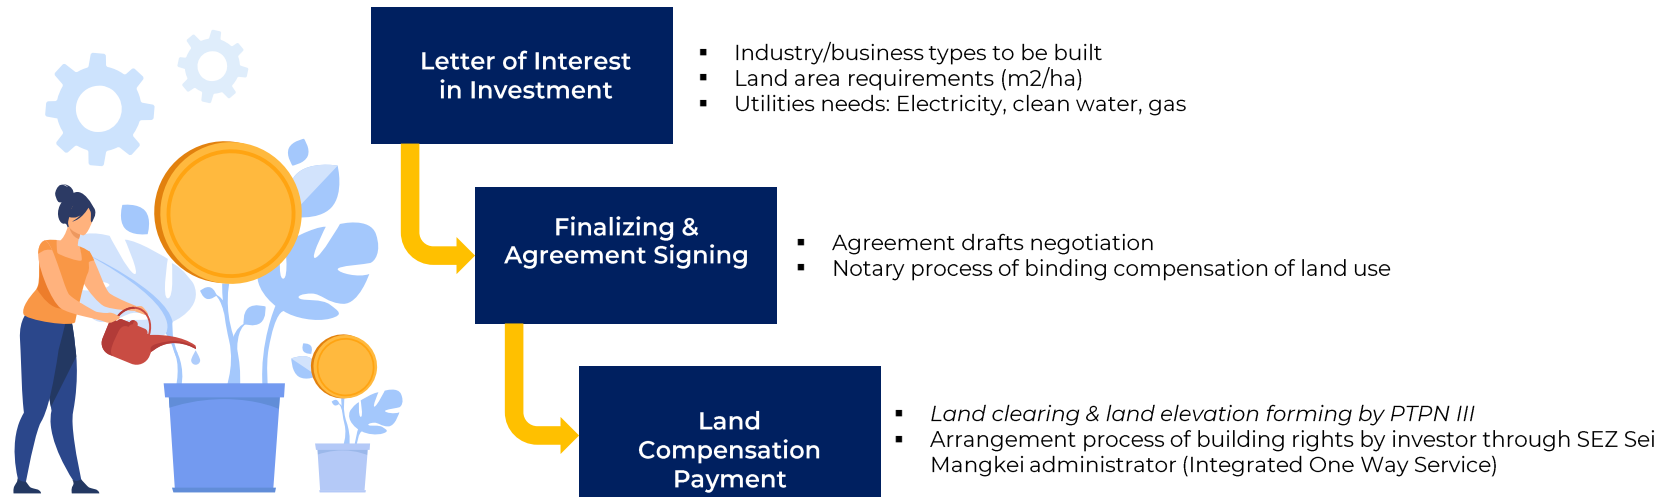 Letter of Interest
in Investment
▪ Industry/business types to be built
▪ Land area requirements (m2/ha)
▪ Utilities needs: Electricity, clean water, gas
Finalizing &
Agreement Signing
▪ Agreement drafts negotiation
▪ Notary process of binding compensation of land use
Land
Compensation
Payment
▪ Land clearing & land elevation forming by PTPN III
▪ Arrangement process of building rights by investor through SEZ Sei
Mangkei administrator (Integrated One Way Service)